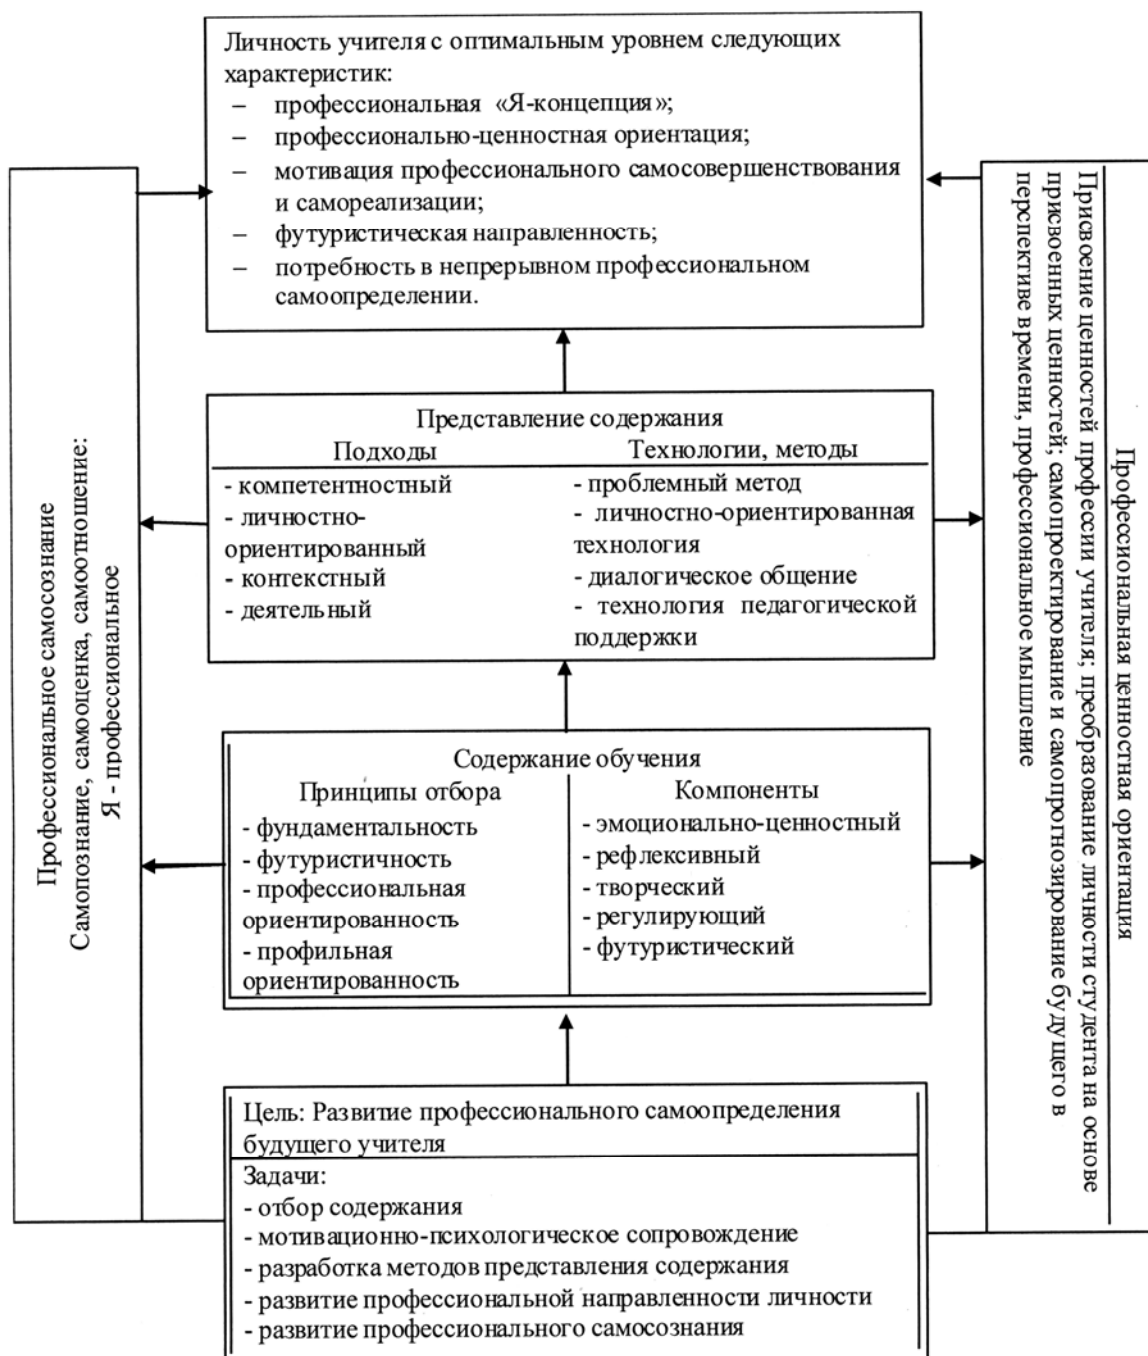 Личность учителя с оптимальным уровнем следующих
характеристик:
– профессиональная «Я-концепция»;
– профессионально-ценностная ориентация;
– мотивация профессионального самосовершенствования
и самореализации;
– футуристическая направленность;
– потребность в непрерывном профессиональном
самоопределении.
Профессиональное самосознание
Самопознание, самооценка, самоотношение:
Я - профессиональное
Представление содержания
Подходы
- компетентностный
- личностно-
ориентированный
- контекстный
- деятельный
Технологии, методы
- проблемный метод
- личностно-ориентированная
технология
- диалогическое общение
- технология педагогической
поддержки
Профессиональная ценностная ориентация
Присвоение ценностей профессии учителя; преобразование личности студента на основе
присвоенных ценностей; самопроектирование и самопрогнозирование будущего в
перспективе времени, профессиональное мышление
Содержание обучения
Принципы отбора
- фундаментальность
- футуристичность
- профессиональная
ориентированность
- профильная
ориентированность
Компоненты
- эмоционально-ценностный
- рефлексивный
- творческий
- регулирующий
- футуристический
Цель: Развитие профессионального самоопределения
будущего учителя
Задачи:
- отбор содержания
- мотивационно-психологическое сопровождение
- разработка методов представления содержания
- развитие профессиональной направленности личности
- развитие профессионального самосознания